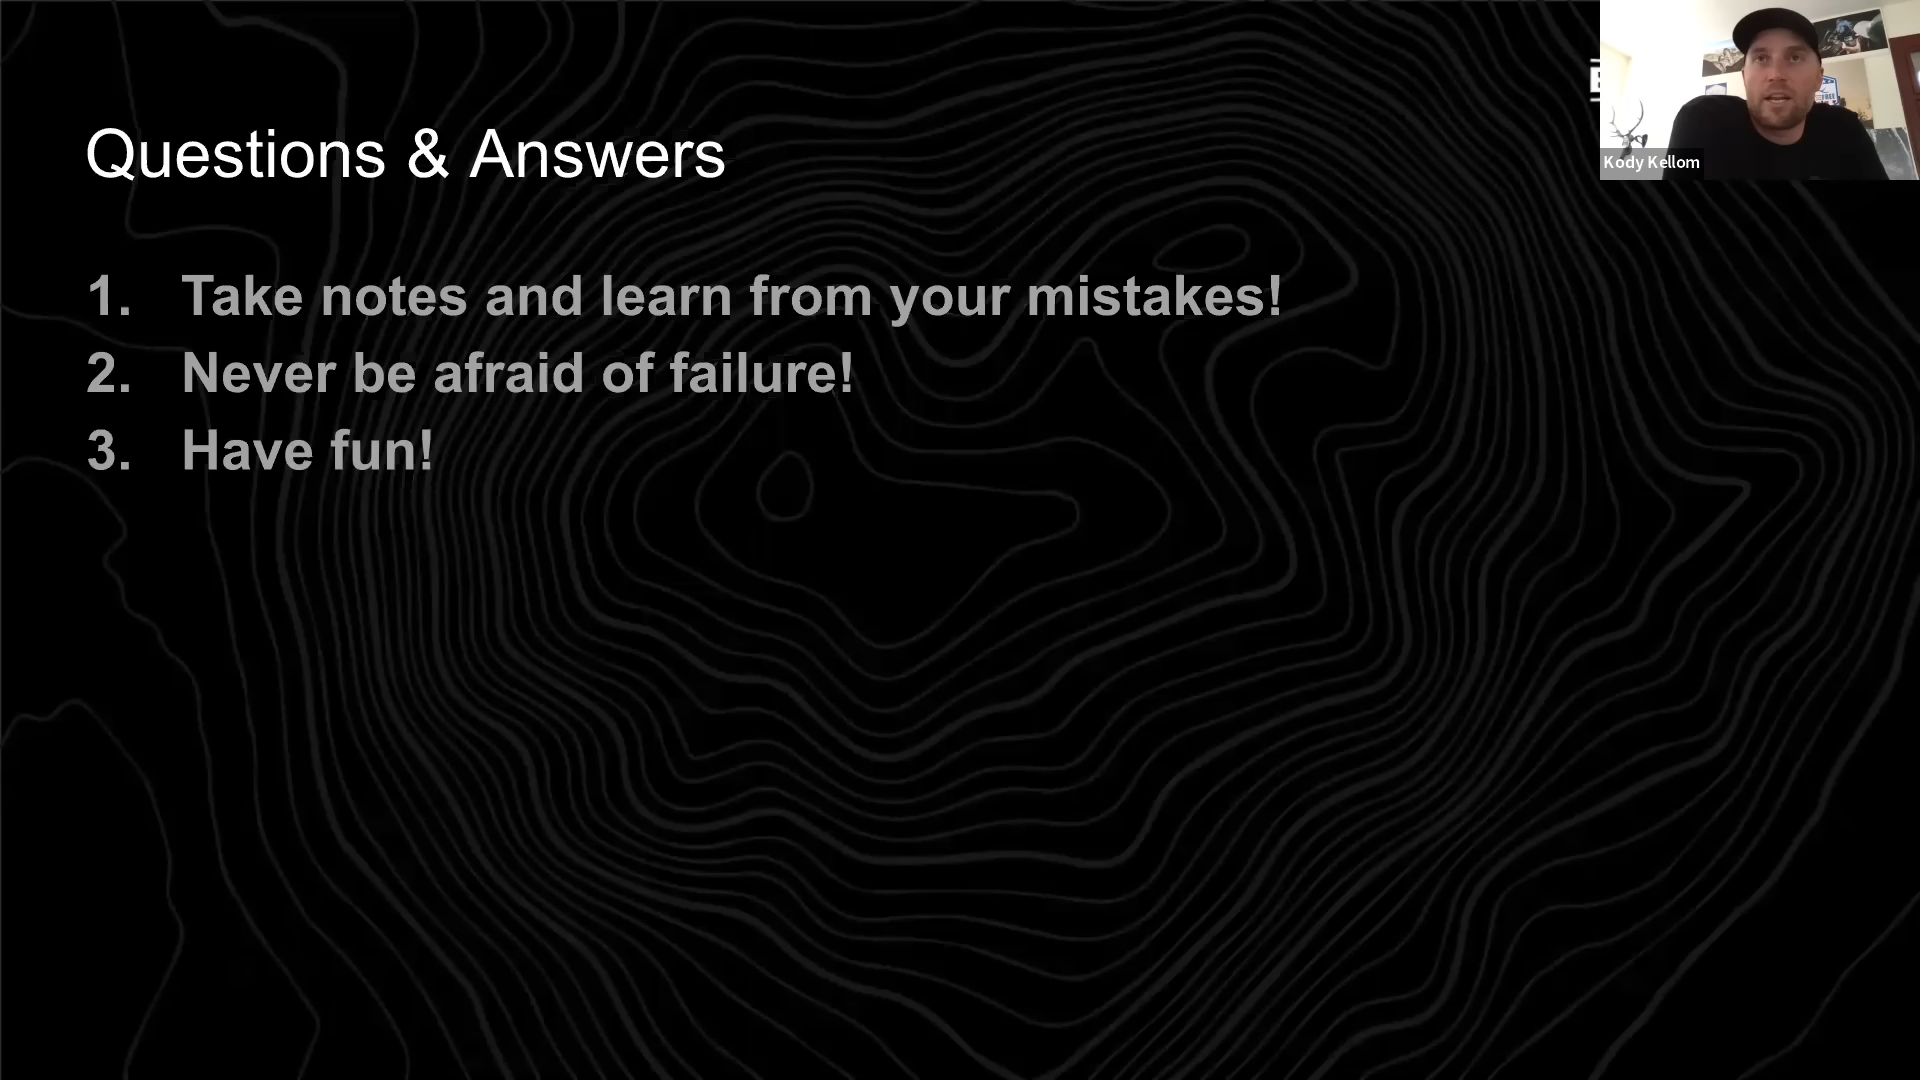 Questions & Answers
1. Take notes and learn from your mistakes!
2. Never be afraid of failure!
3. Have fun!
FREE
Kody Kellom